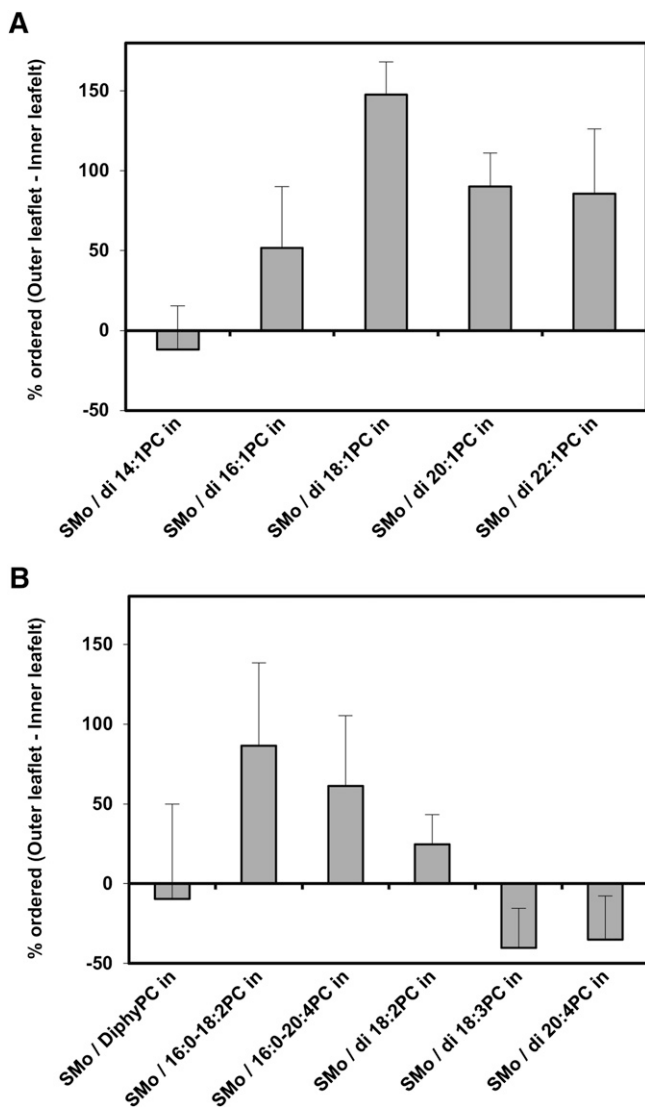 A
% ordered (Outer leaflet - Inner leafelt)
150
100
50
0
-50
SMo / di 14:1PC in
SMo / di 16:1PC in
SMo / di 18:1PC in
SMo / di 20:1PC in
SMo / di 22:1PC in
B
% ordered (Outer leaflet - Inner leafelt)
150
100
50
0
-50
SMo / DiphyPC in
SMo / 16:0-18:2PC in
SMo / 16:0-20:4PC in
SMo / di 18:2PC in
SMo / di 18:3PC in
SMo / di 20:4PC in